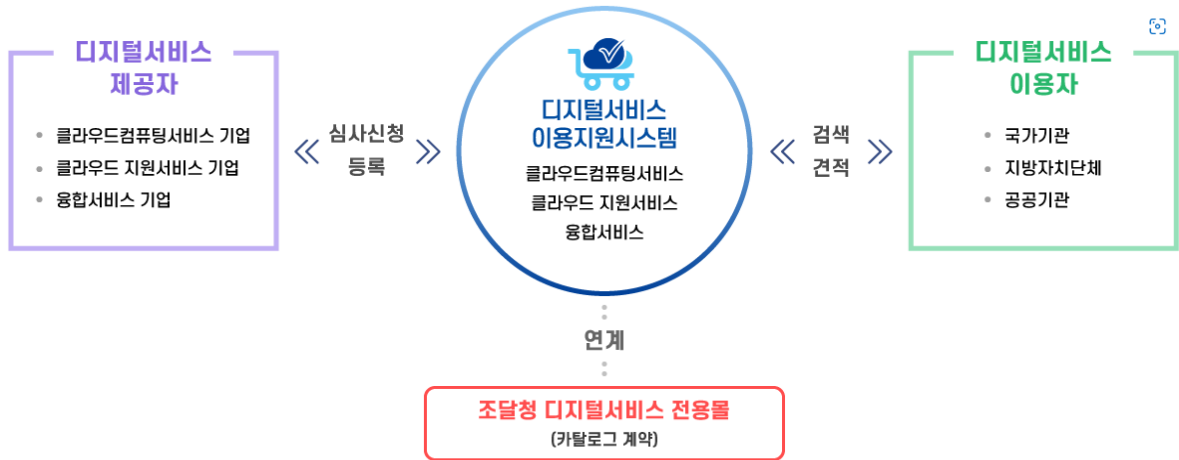 디지털서비스
제공자
클라우드컴퓨팅서비스 기업
클라우드 지원서비스 기업
융합서비스 기업
심사신청
등록
디지털서비스
이용지원시스템
클라우드컴퓨팅서비스
클라우드 지원서비스
융합서비스
검색
견적
디지털서비스
이용자
국가기관
지방자치단체
공공기관
연계
조달청 디지털서비스 전용몰
(카탈로그 계약)